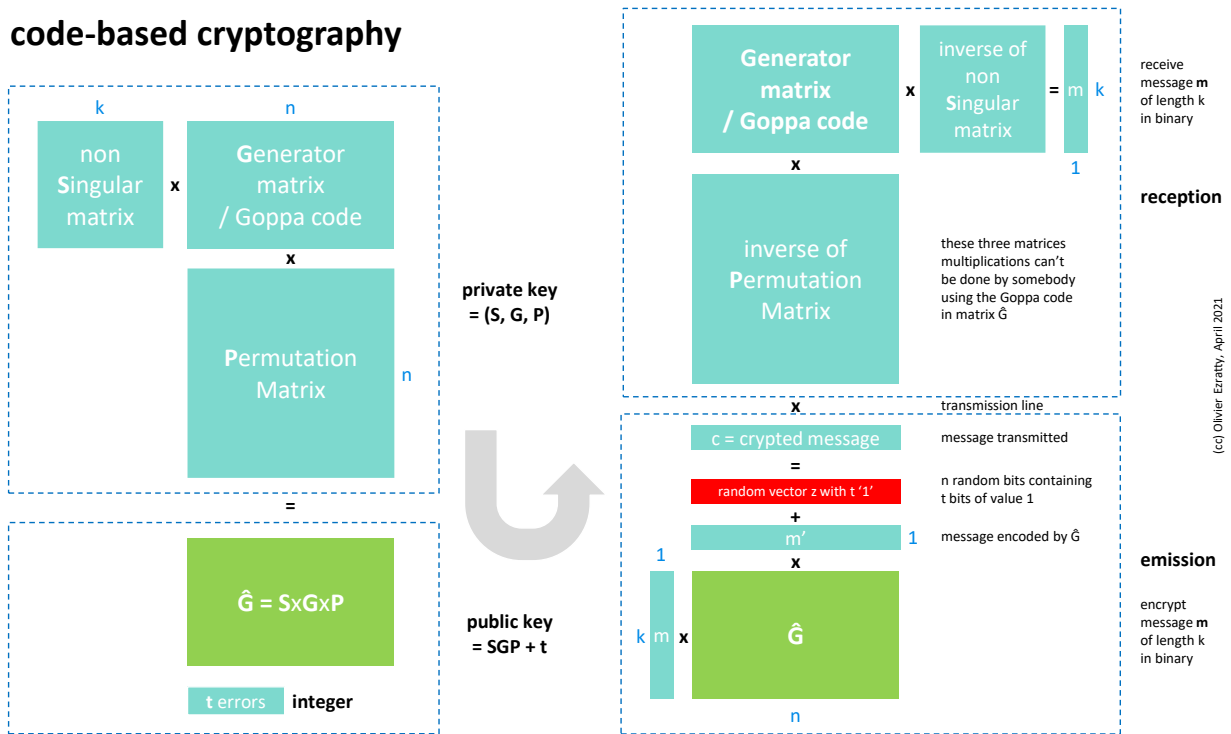 code-based cryptography
k
n
non
Singular
matrix
x
Generator
matrix
/ Goppa code
x
Permutation
Matrix
n
private key
= (S, G, P)
=
Ĝ = SxGxP
public key
= SGP + t
t errors
integer
Generator
matrix
/ Goppa code
x
inverse of
non
Singular
matrix
=
m
k
1
receive
message m
of length k
in binary
x
reception
inverse of
Permutation
Matrix
these three matrices
multiplications can't
be done by somebody
using the Goppa code
in matrix Ĝ
x
transmission line
c = crypted message
message transmitted
=
random vector z with t '1'
n random bits containing
t bits of value 1
+
m'
1
message encoded by Ĝ
x
1
emission
k
m
x
Ĝ
n
encrypt
message m
of length k
in binary
(cc) Olivier Ezratty, April 2021